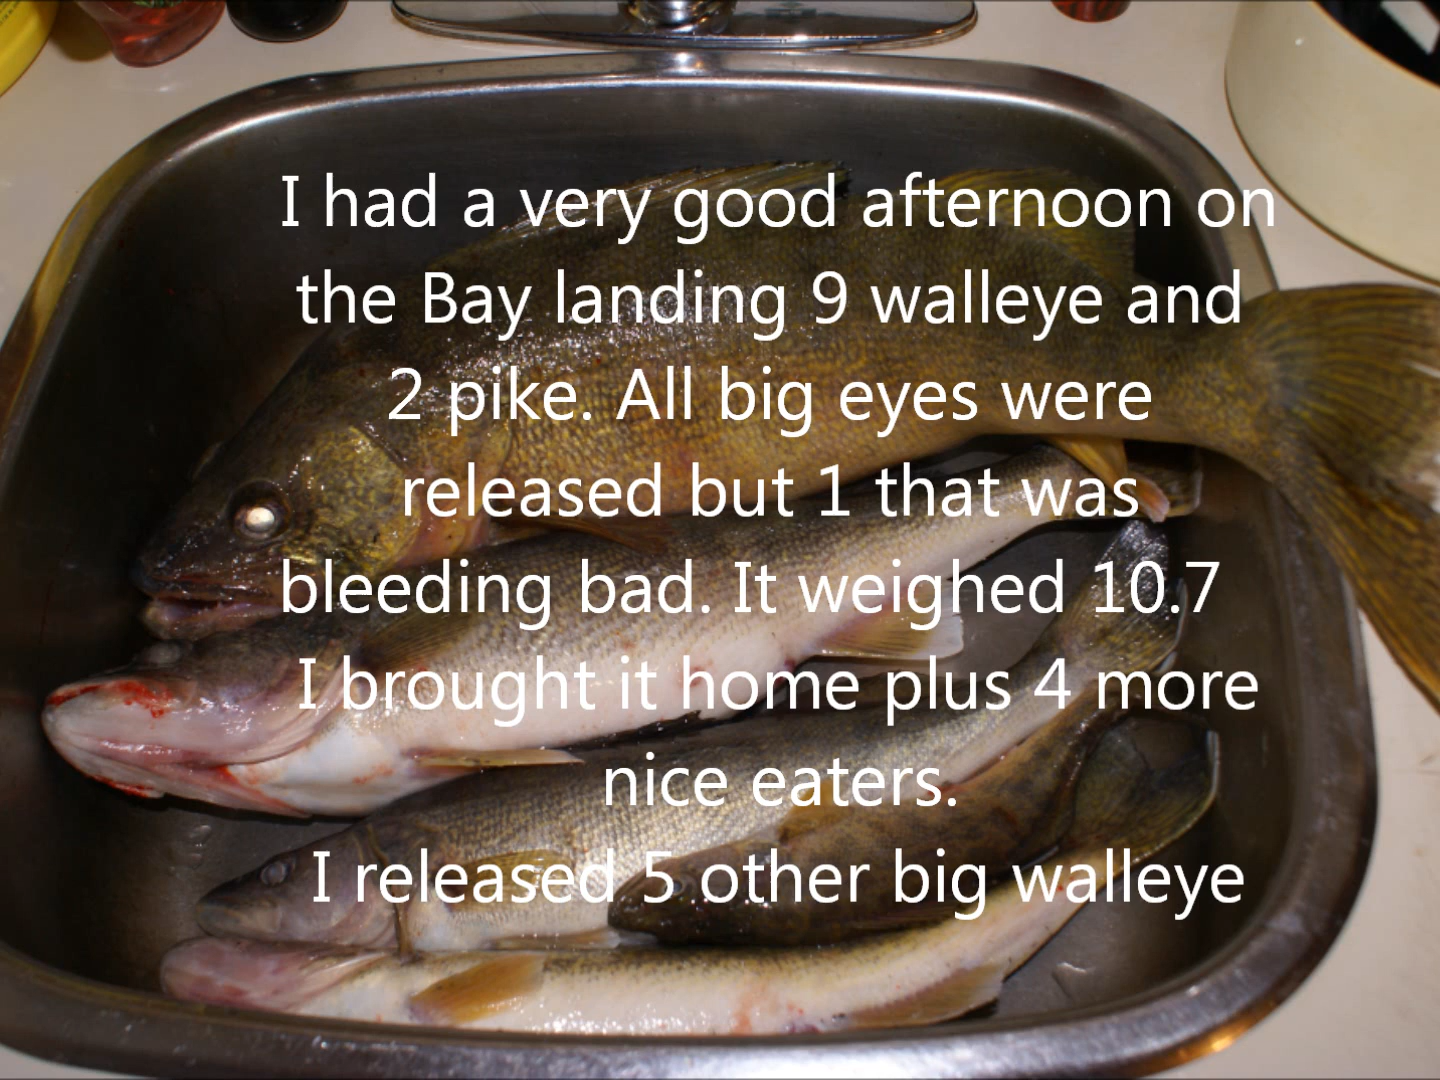 I had a very good afternoon on
the Bay landing 9 walleye and
2 pike. All big eyes were
released but 1 that was
bleeding bad. It weighed 10.7
I brought it home plus 4 more
nice eaters.
I released 5 other big walleye